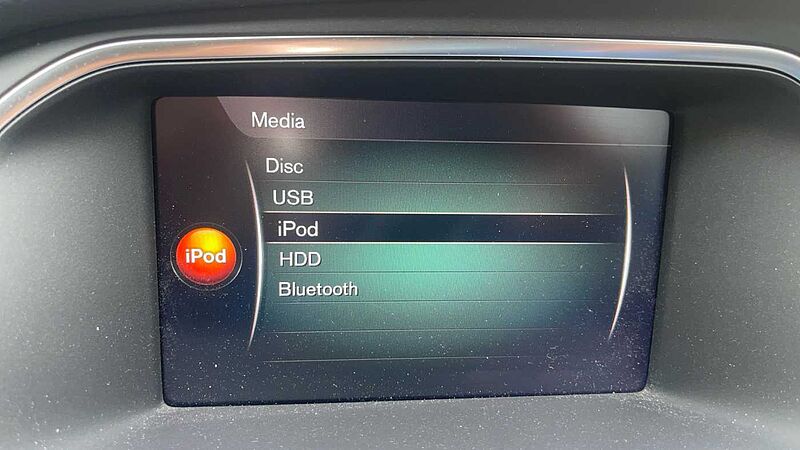 Media
Disc
USB
iPod
iPod
HDD
Bluetooth